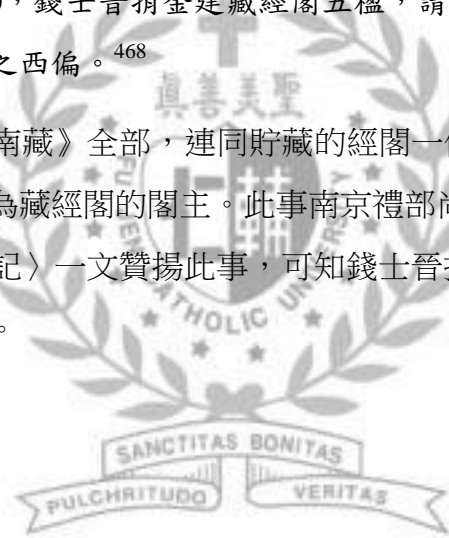 ，錢士晉捐金建藏經閣五楹，請
之西偏。468
南藏》全部，連同貯藏的經閣一
為藏經閣的閣主。此事南京禮部
記〉一文贊揚此事，可知錢士晉
。
真善美聖
FU JEN CATHOLIC UNIVERSITY
SANCTITAS BONITAS
PULCHRITUDO VERITAS